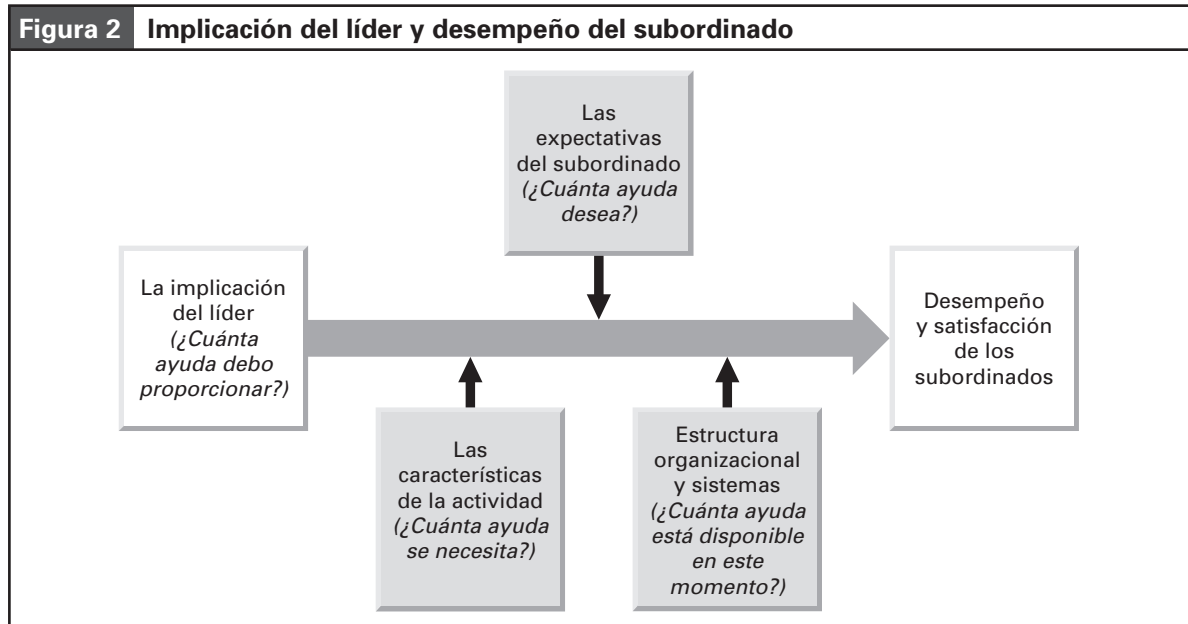 Figura 2 Implicación del líder y desempeño del subordinado
Las
expectativas
del subordinado
(¿Cuánta ayuda
desea?)
La implicación
del líder
(¿Cuánta
ayuda debo
proporcionar?)
Desempeño
y satisfacción
de los
subordinados
Las
característícas
de la actividad
(¿Cuánta ayuda
se necesita?)
Estructura
organizacional
y sistemas
(¿Cuánta ayuda
está disponible
en este
momento?)